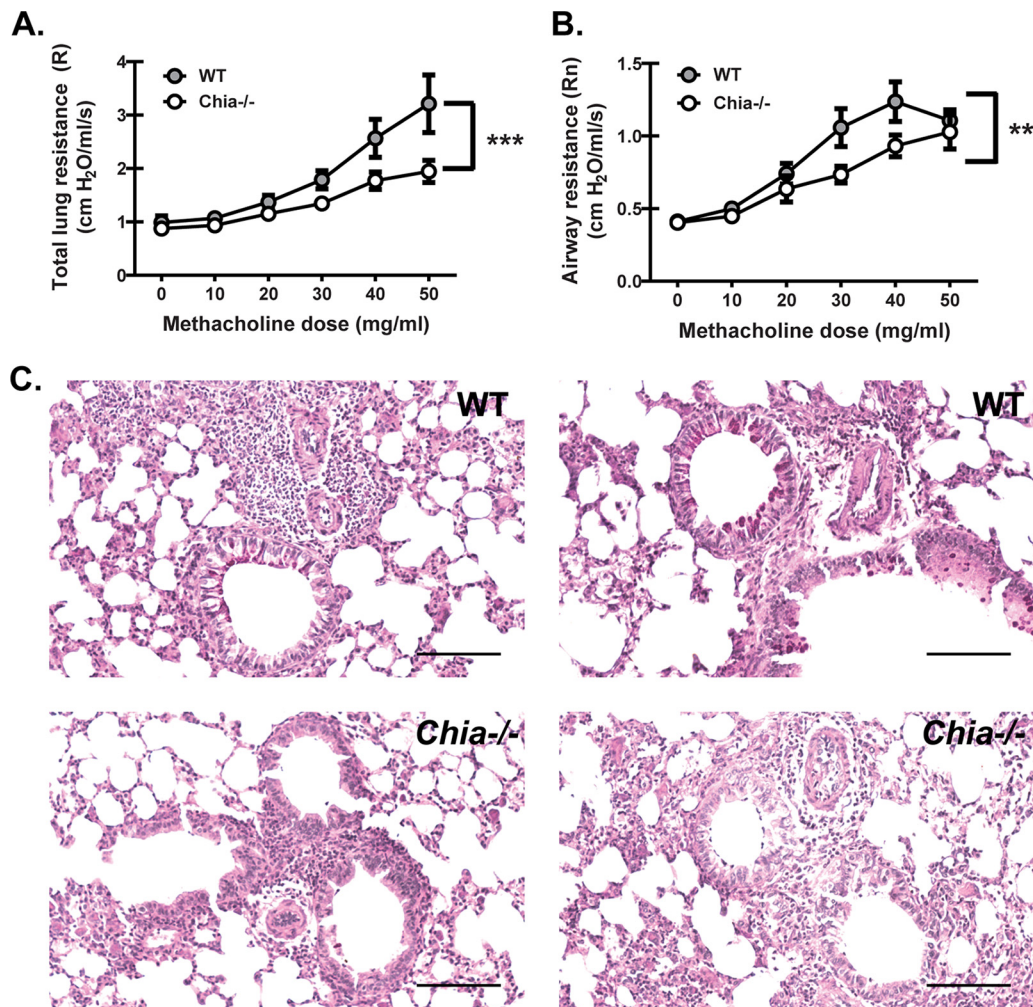 A.
Total lung resistance (R)
(cm H₂O/ml/s)
4
3
2
1
0
WT
Chia-/-
***
0 10 20 30 40 50
Methacholine dose (mg/ml)
B.
Airway resistance (Rn)
(cm H₂O/ml/s)
1.5
1.0
0.5
0.0
WT
Chia-/-
**
0 10 20 30 40 50
Methacholine dose (mg/ml)
C.
WT
WT
Chia-/-
Chia-/-